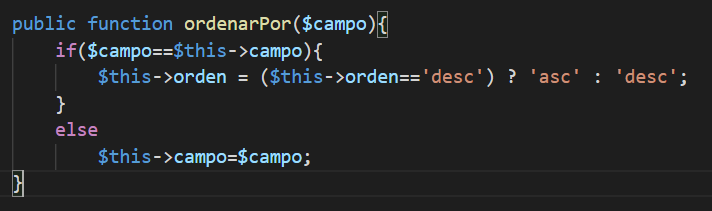 public function ordenarPor($campo){
    if($campo==$this->campo){
        $this->orden = ($this->orden=='desc') ? 'asc' : 'desc';
    }
    else
        $this->campo=$campo;
}